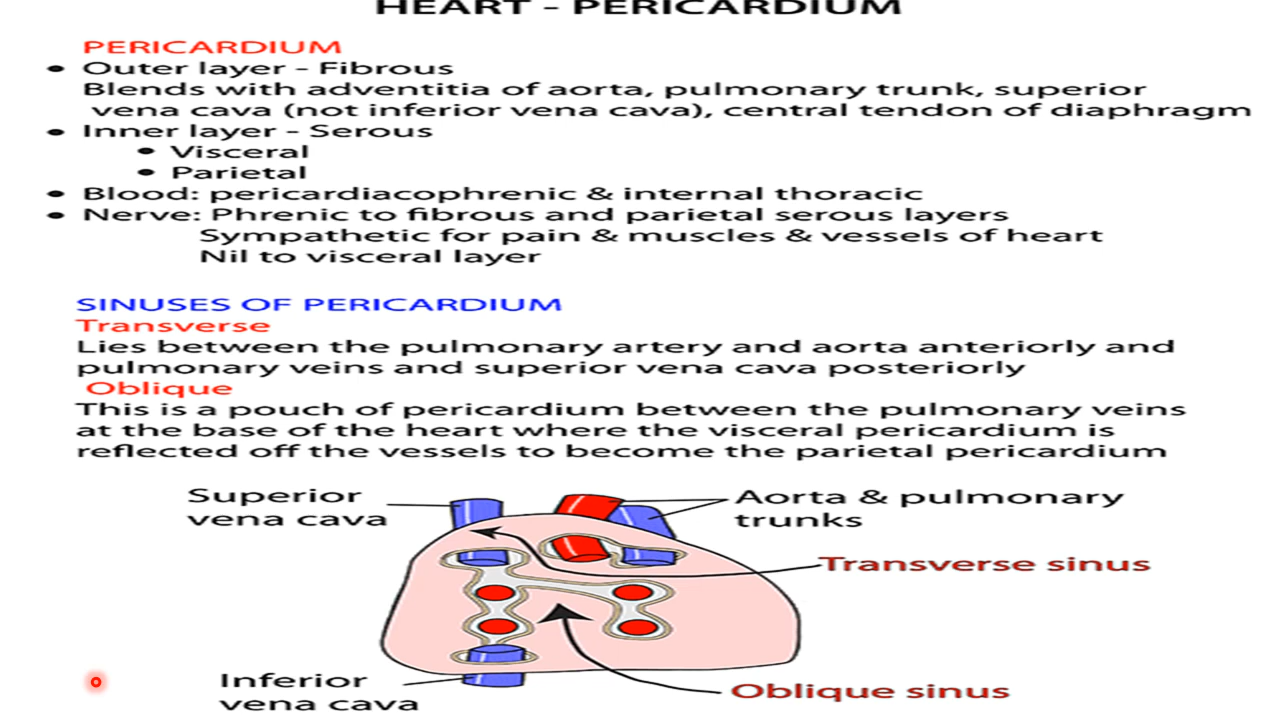 HEART - PERICARDIUM
PERICARDIUM
• Outer layer - Fibrous
Blends with adventitia of aorta, pulmonary trunk, superior
vena cava (not inferior vena cava), central tendon of diaphragm
• Inner layer - Serous
• Visceral
• Parietal
• Blood: pericardiacophrenic & internal thoracic
• Nerve: Phrenic to fibrous and parietal serous layers
Sympathetic for pain & muscles & vessels of heart
Nil to visceral layer
SINUSES OF PERICARDIUM
Transverse
Lies between the pulmonary artery and aorta anteriorly and
pulmonary veins and superior vena cava posteriorly
Oblique
This is a pouch of pericardium between the pulmonary veins
at the base of the heart where the visceral pericardium is
reflected off the vessels to become the parietal pericardium
Superior
vena cava
Aorta & pulmonary
trunks
Transverse sinus
Inferior
vena cava
Oblique sinus